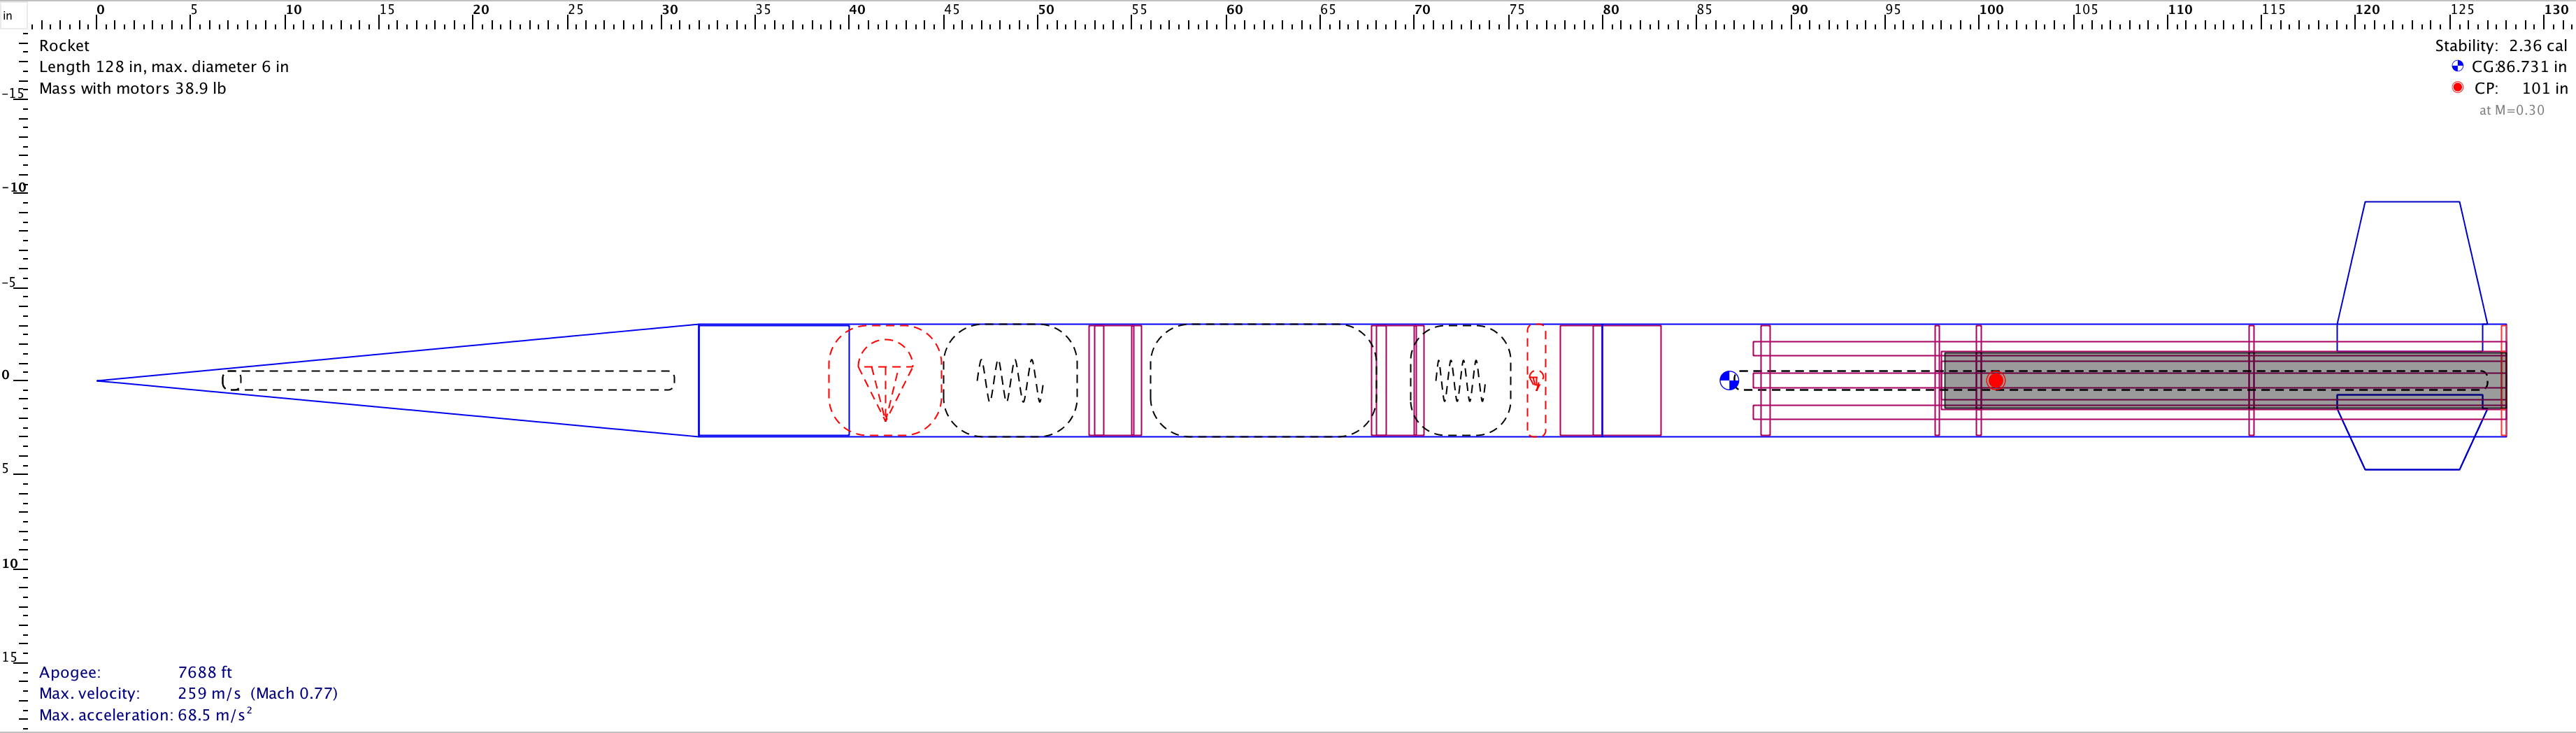 in 0 5 10 15 20 25 30 35 40 45 50 55 60 65 70 75 80 85 90 95 100 105 110 115 120 125 130
Rocket
Length 128 in, max. diameter 6 in
Mass with motors 38.9 lb
Stability: 2.36 cal
CG:86.731 in
CP: 101 in
at M=0.30
-15
-10
-5
0
5
10
15
Apogee: 7688 ft
Max. velocity: 259 m/s (Mach 0.77)
Max. acceleration: 68.5 m/s²